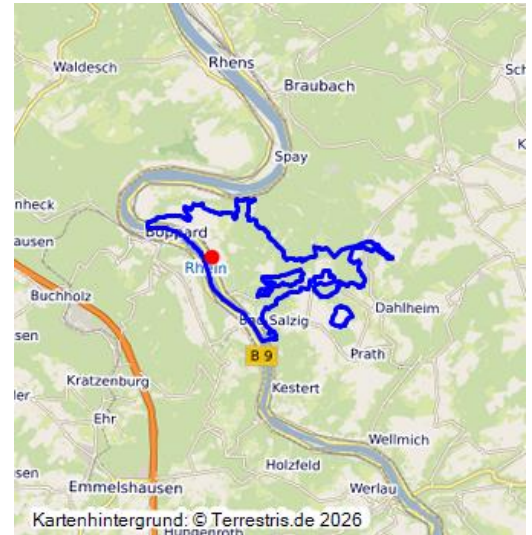 Rhens
Waldesch
Sch
Braubach
Spay
nheck
Boppard
ausen
Rhein
Buchholz
Dahlheim
Bad Salzig
B 9
Prath
ler
Kratzenburg
Kestert
Ehr
Wellmich
Holzfeld
sen
Emmelshausen
Werlau
Kartenhintergrund: © Terrestris.de 2026
Hungenroth